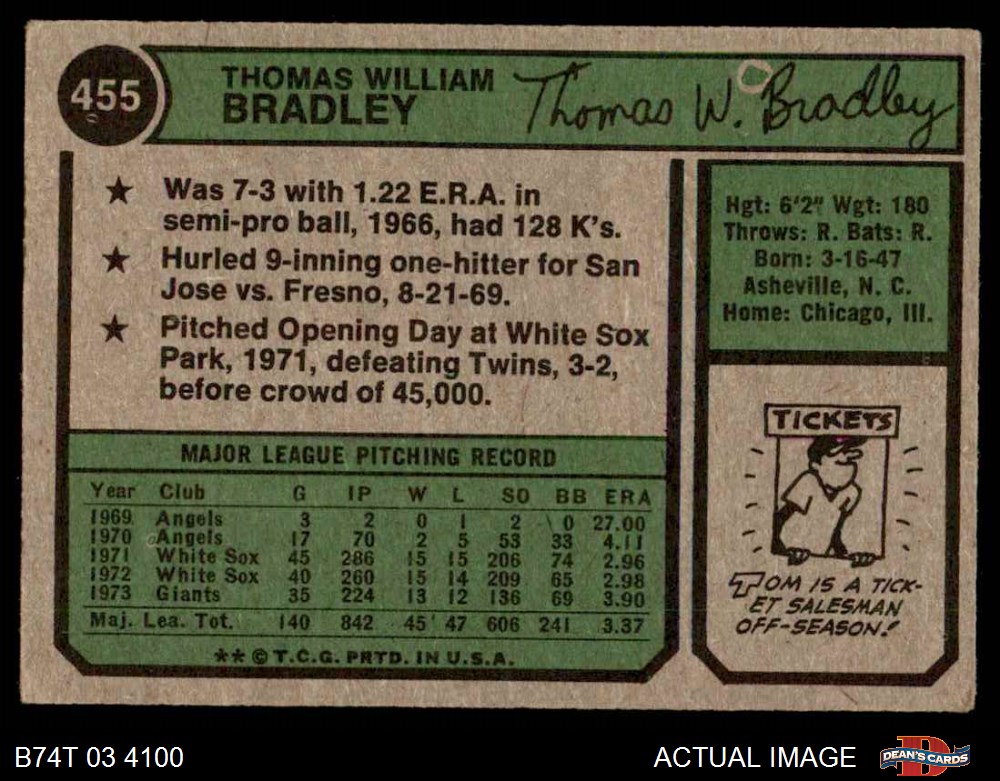 455
THOMAS WILLIAM
BRADLEY
Thomas W. Bradley
★ Was 7-3 with 1.22 E.R.A. in
semi-pro ball, 1966, had 128 K's.
★ Hurled 9-inning one-hitter for San
Jose vs. Fresno, 8-21-69.
★ Pitched Opening Day at White Sox
Park, 1971, defeating Twins, 3-2,
before crowd of 45,000.
Hgt: 6'2" Wgt: 180
Throws: R. Bats: R.
Born: 3-16-47
Asheville, N. C.
Home: Chicago, Ill.
MAJOR LEAGUE PITCHING RECORD
Year Club G IP W L SO BB ERA
1969 Angels 3 2 0 1 2 0 27.00
1970 Angels 17 70 2 5 53 33 4.11
1971 White Sox 45 286 15 15 206 74 2.96
1972 White Sox 40 260 15 14 209 65 2.98
1973 Giants 35 224 13 12 136 69 3.90
Maj. Lea. Tot. 140 842 45 47 606 241 3.37
** © T.C.G. PRTD. IN U.S.A.
TICKETS
TOM IS A TICK-
ET SALESMAN
OFF-SEASON!
B74T 03 4100
ACTUAL IMAGE
DEAN'S CARDS